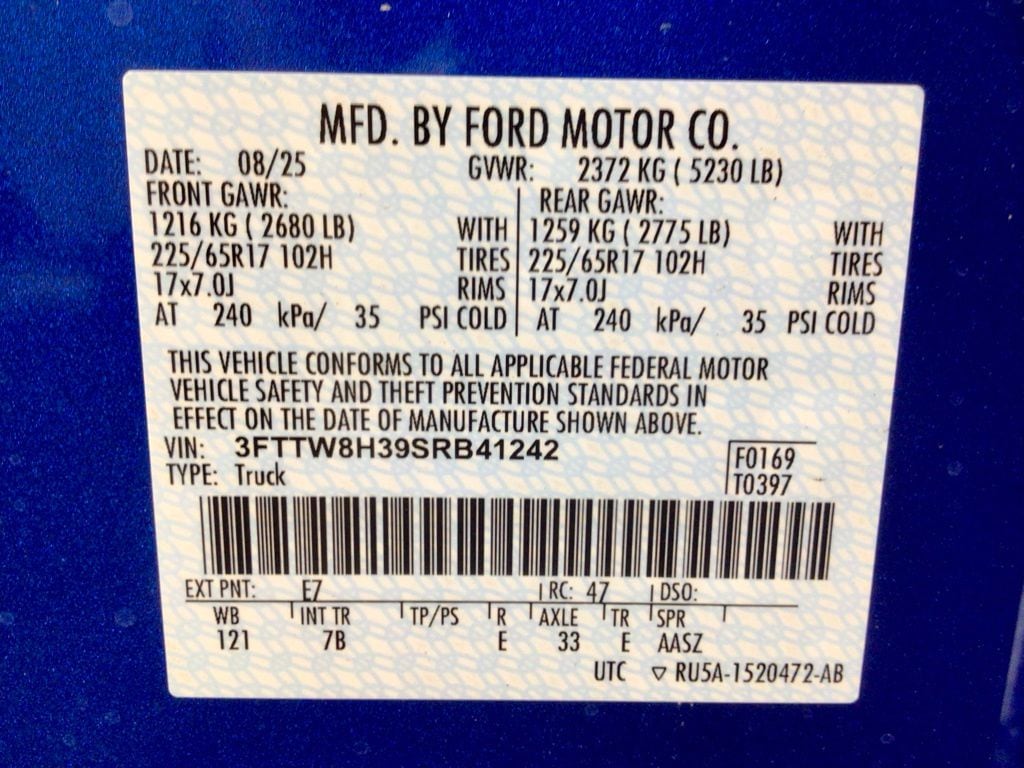 MFD. BY FORD MOTOR CO.
DATE: 08/25 GVWR: 2372 KG ( 5230 LB)
FRONT GAWR: REAR GAWR:
1216 KG ( 2680 LB) WITH 1259 KG ( 2775 LB) WITH
225/65R17 102H TIRES 225/65R17 102H TIRES
17x7.0J RIMS 17x7.0J RIMS
AT 240 kPa/ 35 PSI COLD AT 240 kPa/ 35 PSI COLD
THIS VEHICLE CONFORMS TO ALL APPLICABLE FEDERAL MOTOR
VEHICLE SAFETY AND THEFT PREVENTION STANDARDS IN
EFFECT ON THE DATE OF MANUFACTURE SHOWN ABOVE.
VIN: 3FTTW8H39SRB41242
TYPE: Truck
F0169
T0397
EXT PNT: E7 RC: 47 DSO:
WB INT TR TP/PS R AXLE TR SPR
121 7B E 33 E AASZ
UTC ▽ RU5A-1520472-AB